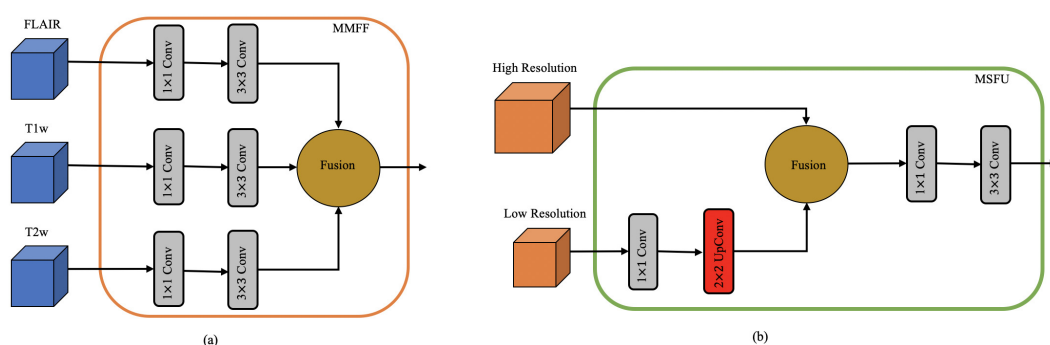 FLAIR
MMFF
1×1 Conv
3×3 Conv
T1w
1×1 Conv
3×3 Conv
Fusion
T2w
1×1 Conv
3×3 Conv
(a)
High Resolution
MSFU
Fusion
1×1 Conv
3×3 Conv
Low Resolution
1×1 Conv
2×2 UpConv
(b)